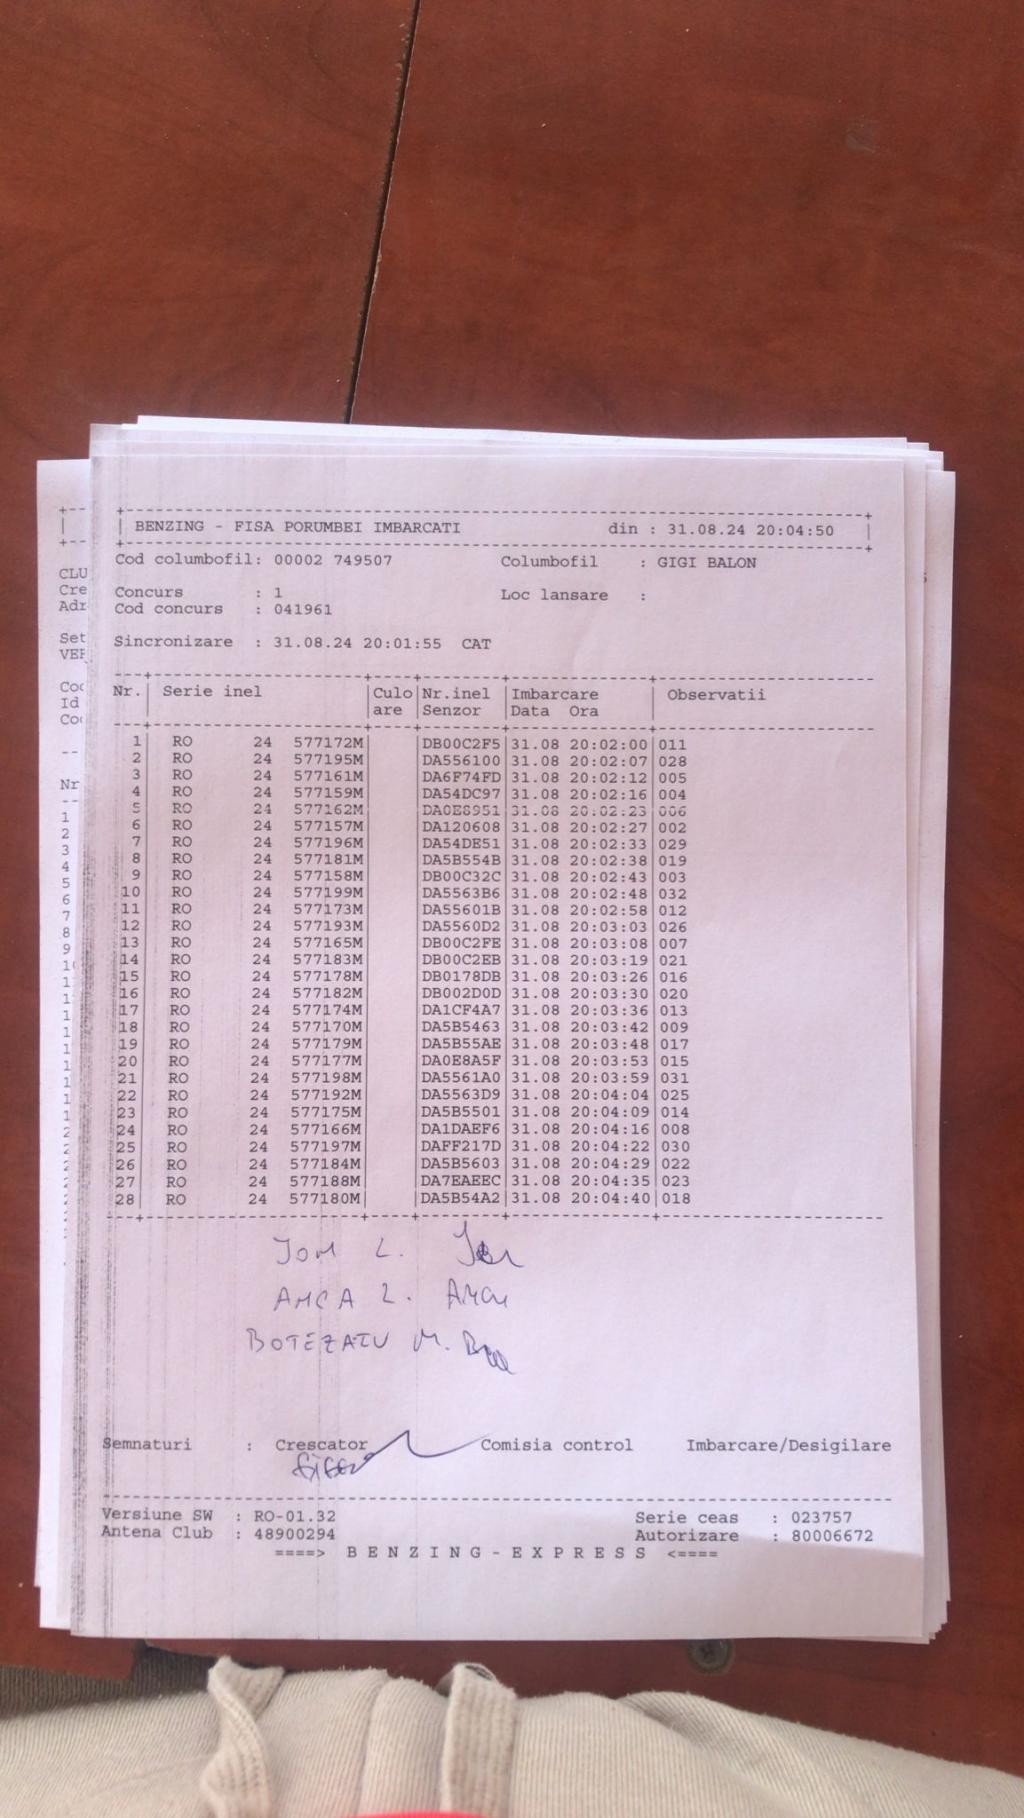 BENZING - FISA PORUMBEI IMBARCATI din : 31.08.24 20:04:50
Cod columbofil: 00002 749507 Columbofil : GIGI BALON
Concurs : 1 Loc lansare :
Cod concurs : 041961
Sincronizare : 31.08.24 20:01:55 CAT
Nr. Serie inel Culo Nr.inel Imbarcare Observatii
are Senzor Data Ora
1 RO 24 577172M DB00C2F5 31.08 20:02:00 011
2 RO 24 577195M DA556100 31.08 20:02:07 028
3 RO 24 577161M DA6F74FD 31.08 20:02:12 005
4 RO 24 577159M DA54DC97 31.08 20:02:16 004
5 RO 24 577162M DA0E8951 31.08 20:02:23 006
6 RO 24 577157M DA120608 31.08 20:02:27 002
7 RO 24 577196M DA54DE51 31.08 20:02:33 029
8 RO 24 577181M DA5B554B 31.08 20:02:38 019
9 RO 24 577158M DB00C32C 31.08 20:02:43 003
10 RO 24 577199M DA5563B6 31.08 20:02:48 032
11 RO 24 577173M DA55601B 31.08 20:02:58 012
12 RO 24 577193M DA5560D2 31.08 20:03:03 026
13 RO 24 577165M DB00C2FE 31.08 20:03:08 007
14 RO 24 577183M DB00C2EB 31.08 20:03:19 021
15 RO 24 577178M DB0178DB 31.08 20:03:26 016
16 RO 24 577182M DB002D0D 31.08 20:03:30 020
17 RO 24 577174M DA1CF4A7 31.08 20:03:36 013
18 RO 24 577170M DA5B5463 31.08 20:03:42 009
19 RO 24 577179M DA5B55AE 31.08 20:03:48 017
20 RO 24 577177M DA0E8A5F 31.08 20:03:53 015
21 RO 24 577198M DA5561A0 31.08 20:03:59 031
22 RO 24 577192M DA5563D9 31.08 20:04:04 025
23 RO 24 577175M DA5B5501 31.08 20:04:09 014
24 RO 24 577166M DA1DAEF6 31.08 20:04:16 008
25 RO 24 577197M DAFF217D 31.08 20:04:22 030
26 RO 24 577184M DA5B5603 31.08 20:04:29 022
27 RO 24 577188M DA7EAEEC 31.08 20:04:35 023
28 RO 24 577180M DA5B54A2 31.08 20:04:40 018
L.
BOTEZATU M.
Semnaturi : Crescator Comisia control Imbarcare/Desigilare
Versiune SW : RO-01.32 Serie ceas : 023757
Antena Club : 48900294 Autorizare : 80006672
====> BENZING-EXPRESS <====